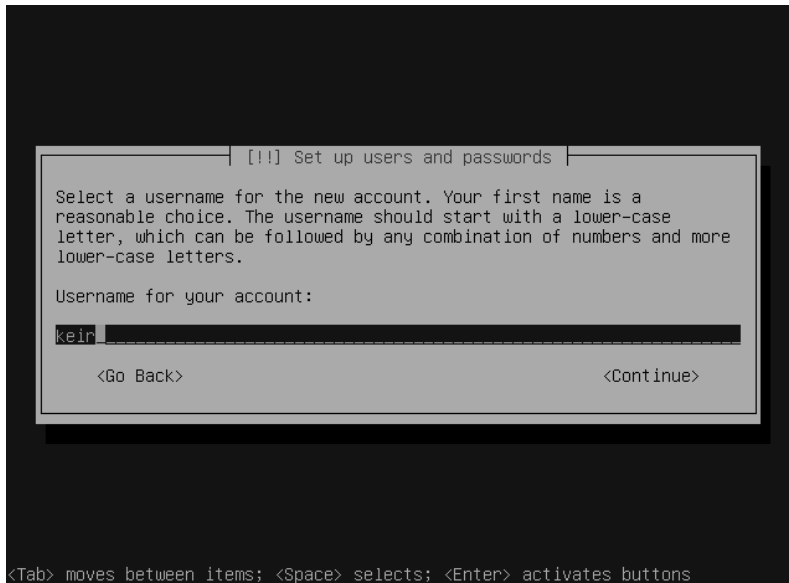 [!!] Set up users and passwords
Select a username for the new account. Your first name is a
reasonable choice. The username should start with a lower-case
letter, which can be followed by any combination of numbers and more
lower-case letters.
Username for your account:
keir
<Go Back> <Continue>
<Tab> moves between items; <Space> selects; <Enter> activates buttons